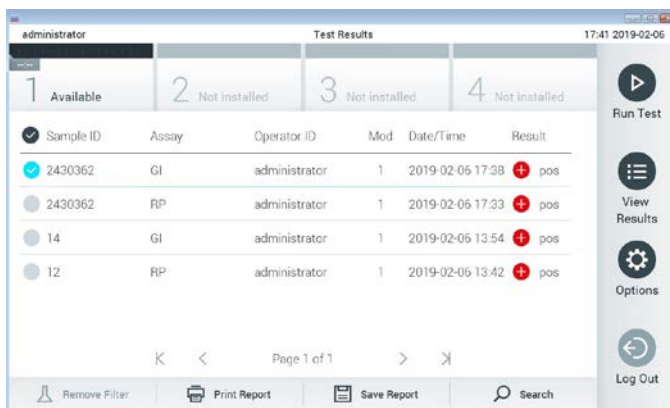 administrator Test Results 17:41 2019-02-06
1 Available 2 Not installed 3 Not installed 4 Not installed
Run Test
Sample ID Assay Operator ID Mod Date/Time Result
2430362 GI administrator 1 2019-02-06 17:38 pos
2430362 RP administrator 1 2019-02-06 17:33 pos
View
Results
14 GI administrator 1 2019-02-06 13:54 pos
12 RP administrator 1 2019-02-06 13:42 pos
Options
Page 1 of 1
Log Out
Remove Filter Print Report Save Report Search